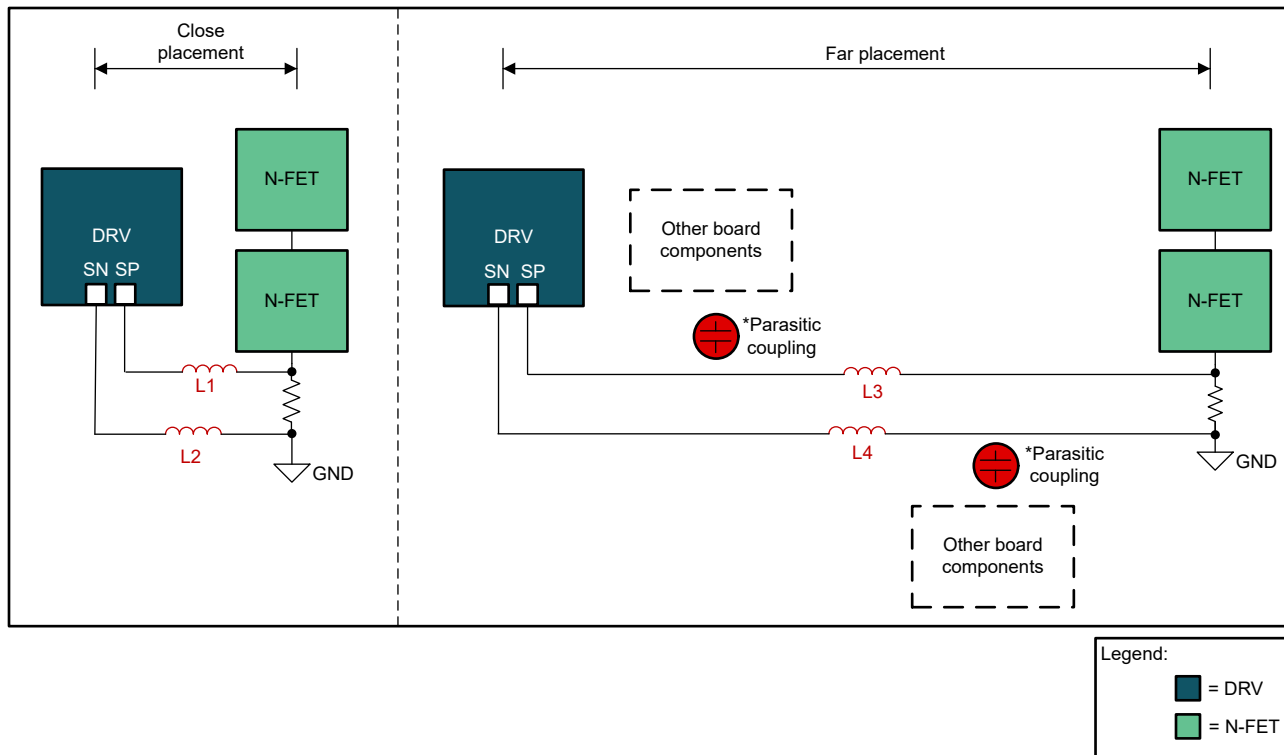 Close
placement
Far placement
N-FET
N-FET
DRV
SN SP
L1
L2
GND
N-FET
N-FET
DRV
SN SP
Other board
components
*Parasitic
coupling
L3
L4
*Parasitic
coupling
GND
Other board
components
Legend:
= DRV
= N-FET